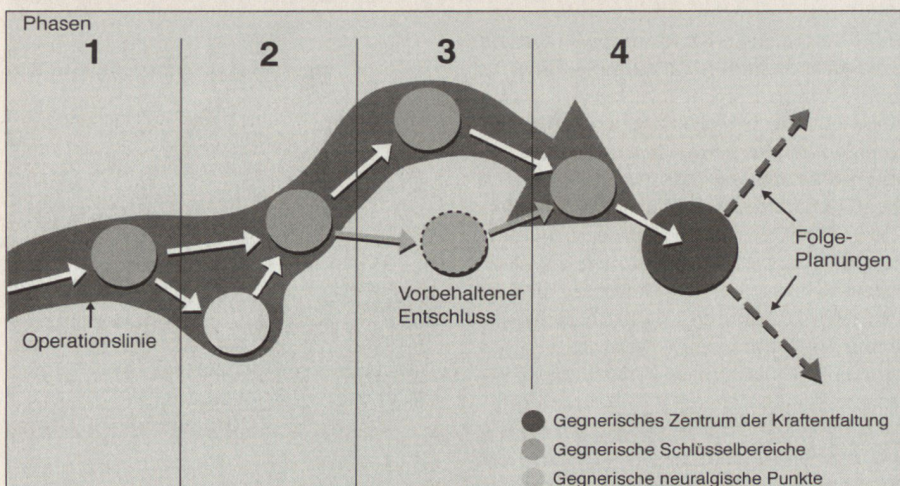 Phasen
1 2 3 4
Folge-
Planungen
Vorbehaltener
Entschluss
Operationslinie
Gegnerisches Zentrum der Kraftentfaltung
Gegnerische Schlüsselbereiche
Gegnerische neuralgische Punkte